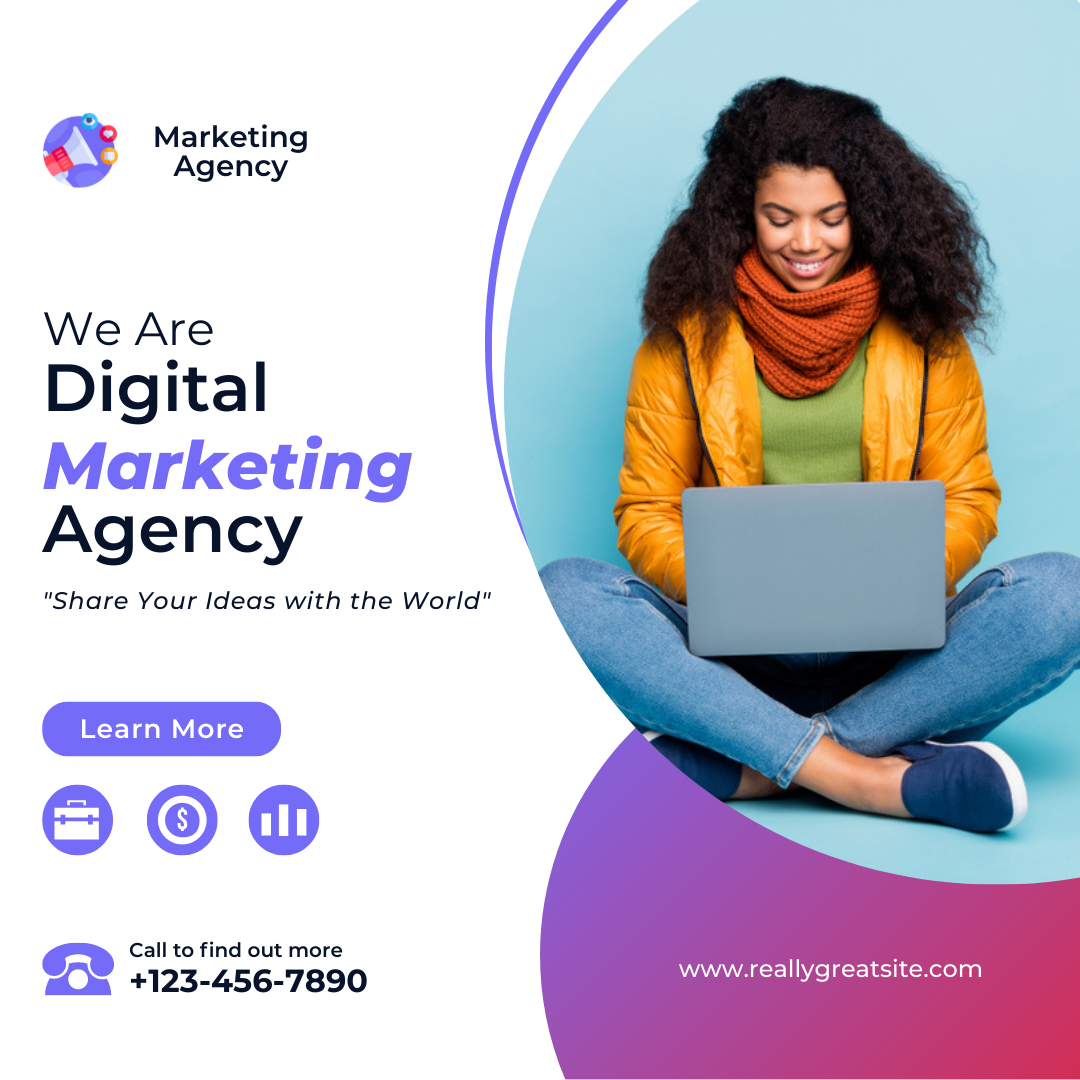 Marketing
Agency
We Are
Digital
Marketing
Agency
"Share Your Ideas with the World"
Learn More
$
Call to find out more
+123-456-7890
www.reallygreatsite.com